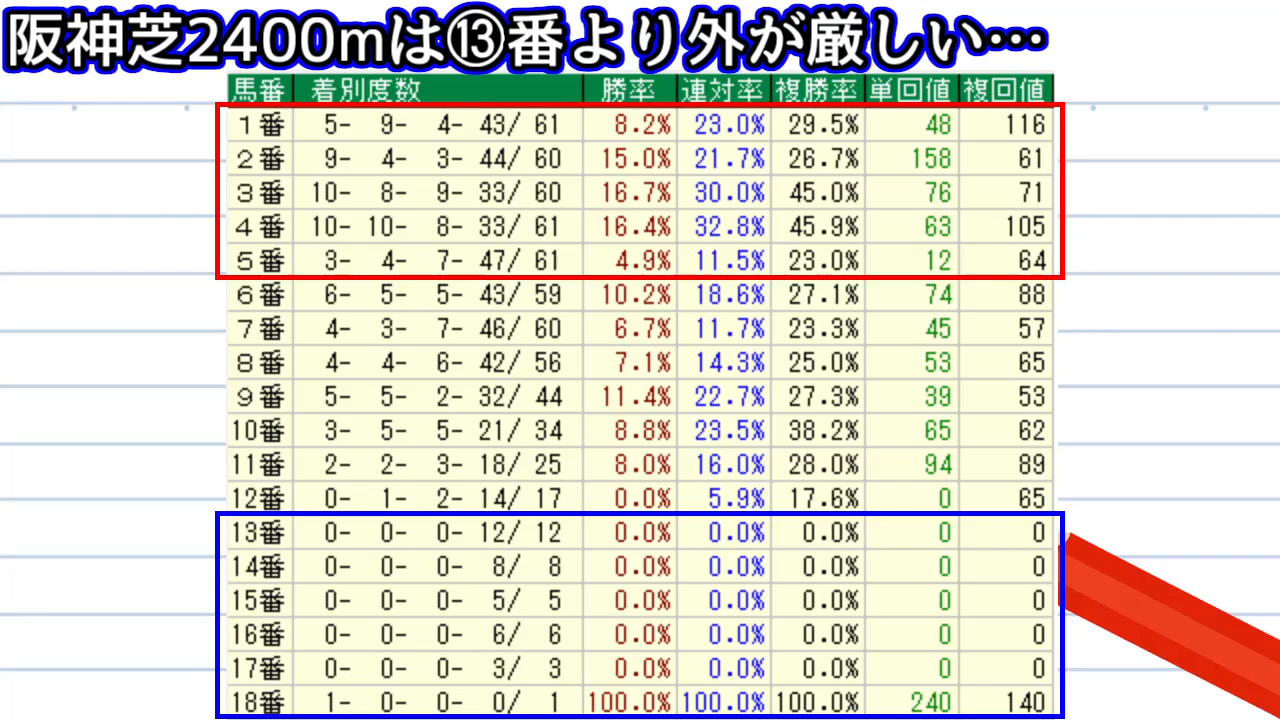 阪神芝2400mは⑬番より外が厳しい…
馬番 着別度数 勝率 連対率 複勝率 単回値 複回値
1番 5- 9- 4- 43/ 61 8.2% 23.0% 29.5% 48 116
2番 9- 4- 3- 44/ 60 15.0% 21.7% 26.7% 158 61
3番 10- 8- 9- 33/ 60 16.7% 30.0% 45.0% 76 71
4番 10- 10- 8- 33/ 61 16.4% 32.8% 45.9% 63 105
5番 3- 4- 7- 47/ 61 4.9% 11.5% 23.0% 12 64
6番 6- 5- 5- 43/ 59 10.2% 18.6% 27.1% 74 88
7番 4- 3- 7- 46/ 60 6.7% 11.7% 23.3% 45 57
8番 4- 4- 6- 42/ 56 7.1% 14.3% 25.0% 53 65
9番 5- 5- 2- 32/ 44 11.4% 22.7% 27.3% 39 53
10番 3- 5- 5- 21/ 34 8.8% 23.5% 38.2% 65 62
11番 2- 2- 3- 18/ 25 8.0% 16.0% 28.0% 94 89
12番 0- 1- 2- 14/ 17 0.0% 5.9% 17.6% 0 65
13番 0- 0- 0- 12/ 12 0.0% 0.0% 0.0% 0 0
14番 0- 0- 0- 8/ 8 0.0% 0.0% 0.0% 0 0
15番 0- 0- 0- 5/ 5 0.0% 0.0% 0.0% 0 0
16番 0- 0- 0- 6/ 6 0.0% 0.0% 0.0% 0 0
17番 0- 0- 0- 3/ 3 0.0% 0.0% 0.0% 0 0
18番 1- 0- 0- 0/ 1 100.0% 100.0% 100.0% 240 140